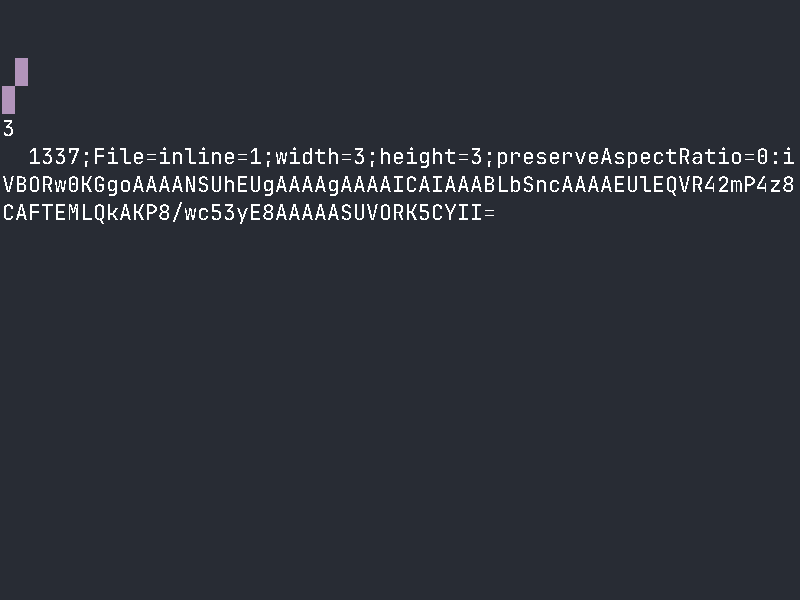 3
1337;File=inline=1;width=3;height=3;preserveAspectRatio=0:i
VBORw0KGgoAAAANSUhEUgAAAAgAAAAICAIAAABLbSncAAAAEUlEQVR42mP4z8
CAFTEMLQkAKP8/wc53yE8AAAAASUVORK5CYII=